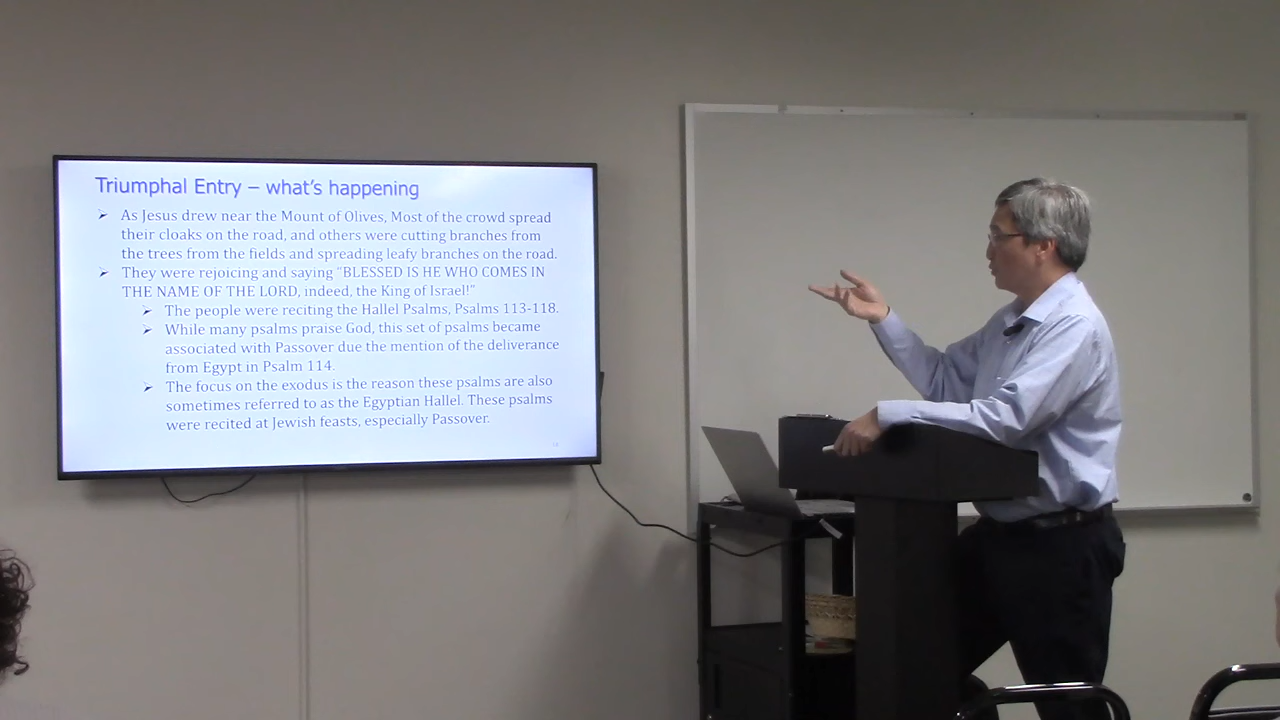 Triumphal Entry – what's happening
➢ As Jesus drew near the Mount of Olives, Most of the crowd spread
their cloaks on the road, and others were cutting branches from
the trees from the fields and spreading leafy branches on the road.
➢ They were rejoicing and saying "BLESSED IS HE WHO COMES IN
THE NAME OF THE LORD, indeed, the King of Israel!"
➢ The people were reciting the Hallel Psalms, Psalms 113-118.
➢ While many psalms praise God, this set of psalms became
associated with Passover due the mention of the deliverance
from Egypt in Psalm 114.
➢ The focus on the exodus is the reason these psalms are also
sometimes referred to as the Egyptian Hallel. These psalms
were recited at Jewish feasts, especially Passover.